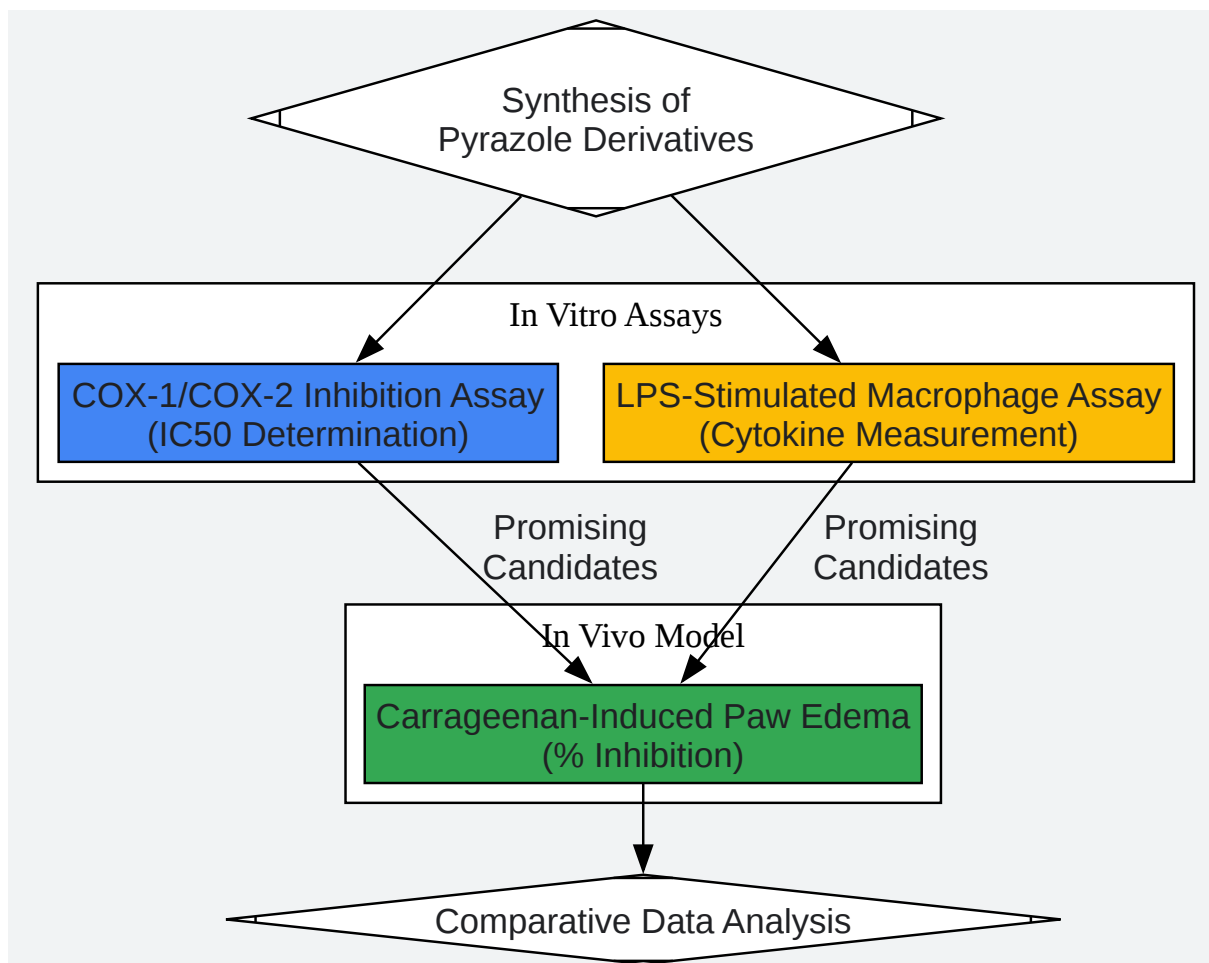 Synthesis of
Pyrazole Derivatives
In Vitro Assays
COX-1/COX-2 Inhibition Assay
(IC50 Determination)
LPS-Stimulated Macrophage Assay
(Cytokine Measurement)
Promising
Candidates
Promising
Candidates
In Vivo Model
Carrageenan-Induced Paw Edema
(% Inhibition)
Comparative Data Analysis